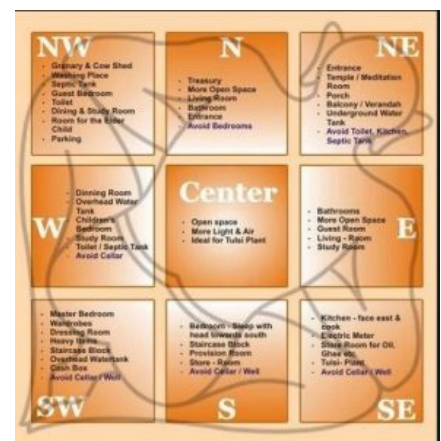 NW
- Granary & Cow Shed
- Washing Place
- Septic Tank
- Guest Bedroom
- Toilet
- Dining & Study Room
- Room for the Elder
Child
- Parking
N
- Treasury
- More Open Space
- Living Room
- Bathroom
- Entrance
- Avoid Bedrooms
NE
- Entrance
- Temple / Meditation
Room
- Porch
- Balcony / Verandah
- Underground Water
Tank
- Avoid Toilet, Kitchen,
Septic Tank
W
- Dinning Room
- Overhead Water
Tank
- Children's
Bedroom
- Study Room
- Toilet / Septic Tank
- Avoid Cellar
Center
- Open space
- More Light & Air
- Ideal for Tulsi Plant
E
- Bathrooms
- More Open Space
- Guest Room
- Living - Room
- Study Room
SW
- Master Bedroom
- Wardrobes
- Dressing Room
- Heavy Items
- Staircase Block
- Overhead Watertank
- Cash Box
- Avoid Cellar / Well
S
- Bedroom - Sleep with
head towards south
- Staircase Block
- Provision Room
- Store - Room
- Avoid Cellar / Well
SE
- Kitchen - face east &
cook
- Electric Meter
- Store Room for Oil,
Ghee etc.
- Tulsi- Plant
- Avoid Cellar / Well